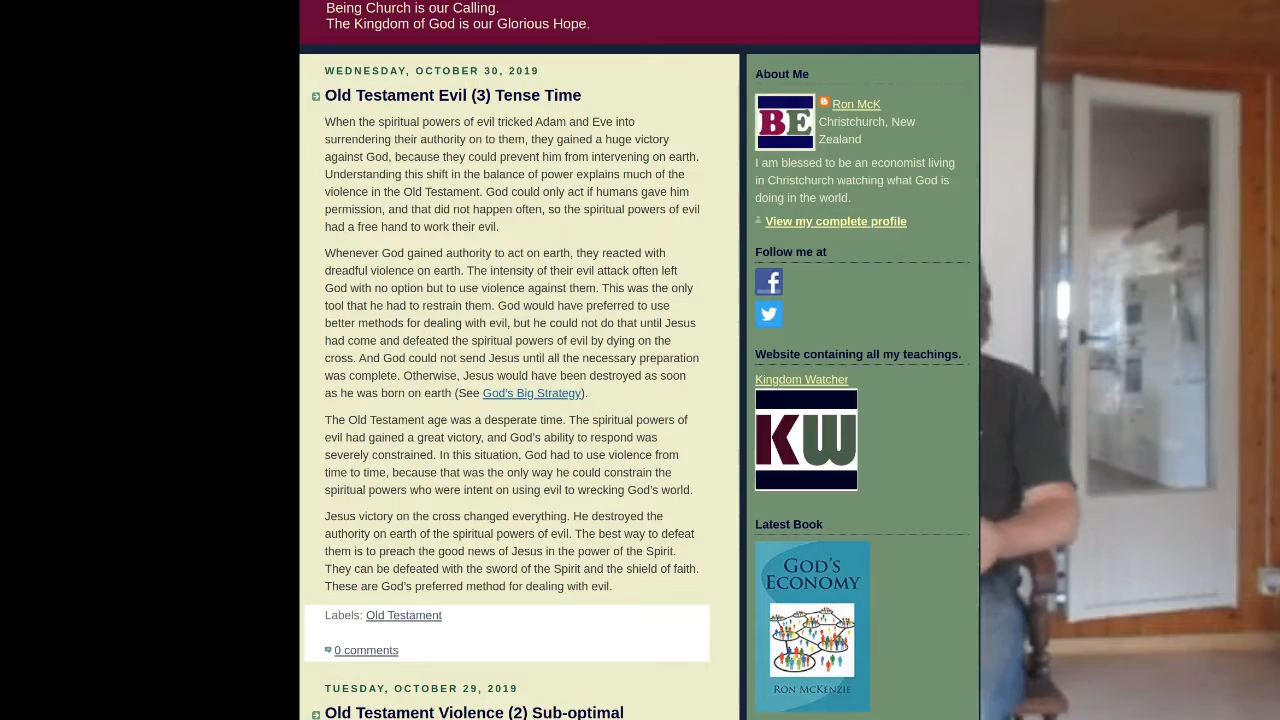 Being Church is our Calling.
The Kingdom of God is our Glorious Hope.
WEDNESDAY, OCTOBER 30, 2019
Old Testament Evil (3) Tense Time
When the spiritual powers of evil tricked Adam and Eve into
surrendering their authority on to them, they gained a huge victory
against God, because they could prevent him from intervening on earth.
Understanding this shift in the balance of power explains much of the
violence in the Old Testament. God could only act if humans gave him
permission, and that did not happen often, so the spiritual powers of evil
had a free hand to work their evil.
Whenever God gained authority to act on earth, they reacted with
dreadful violence on earth. The intensity of their evil attack often left
God with no option but to use violence against them. This was the only
tool that he had to restrain them. God would have preferred to use
better methods for dealing with evil, but he could not do that until Jesus
had come and defeated the spiritual powers of evil by dying on the
cross. And God could not send Jesus until all the necessary preparation
was complete. Otherwise, Jesus would have been destroyed as soon
as he was born on earth (See God's Big Strategy).
The Old Testament age was a desperate time. The spiritual powers of
evil had gained a great victory, and God's ability to respond was
severely constrained. In this situation, God had to use violence from
time to time, because that was the only way he could constrain the
spiritual powers who were intent on using evil to wrecking God's world.
Jesus victory on the cross changed everything. He destroyed the
authority on earth of the spiritual powers of evil. The best way to defeat
them is to preach the good news of Jesus in the power of the Spirit.
They can be defeated with the sword of the Spirit and the shield of faith.
These are God's preferred method for dealing with evil.
Labels: Old Testament
0 comments
TUESDAY, OCTOBER 29, 2019
Old Testament Violence (2) Sub-optimal
About Me
BE
Ron McK
Christchurch, New
Zealand
I am blessed to be an economist living
in Christchurch watching what God is
doing in the world.
View my complete profile
Follow me at
Website containing all my teachings.
Kingdom Watcher
KW
Latest Book
GOD'S
ECONOMY
RON MCKENZIE